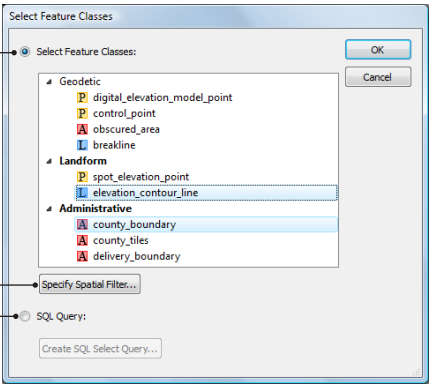 Select Feature Classes
Select Feature Classes:
OK
Cancel
Geodetic
P digital_elevation_model_point
P control_point
A obscured_area
L breakline
Landform
P spot_elevation_point
L elevation_contour_line
Administrative
A county_boundary
A county_tiles
A delivery_boundary
Specify Spatial Filter...
SQL Query:
Create SQL Select Query...